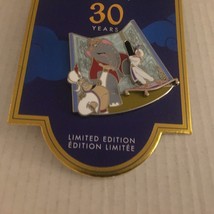 30
YEARS
LIMITED EDITION
ÉDITION LIMITÉE